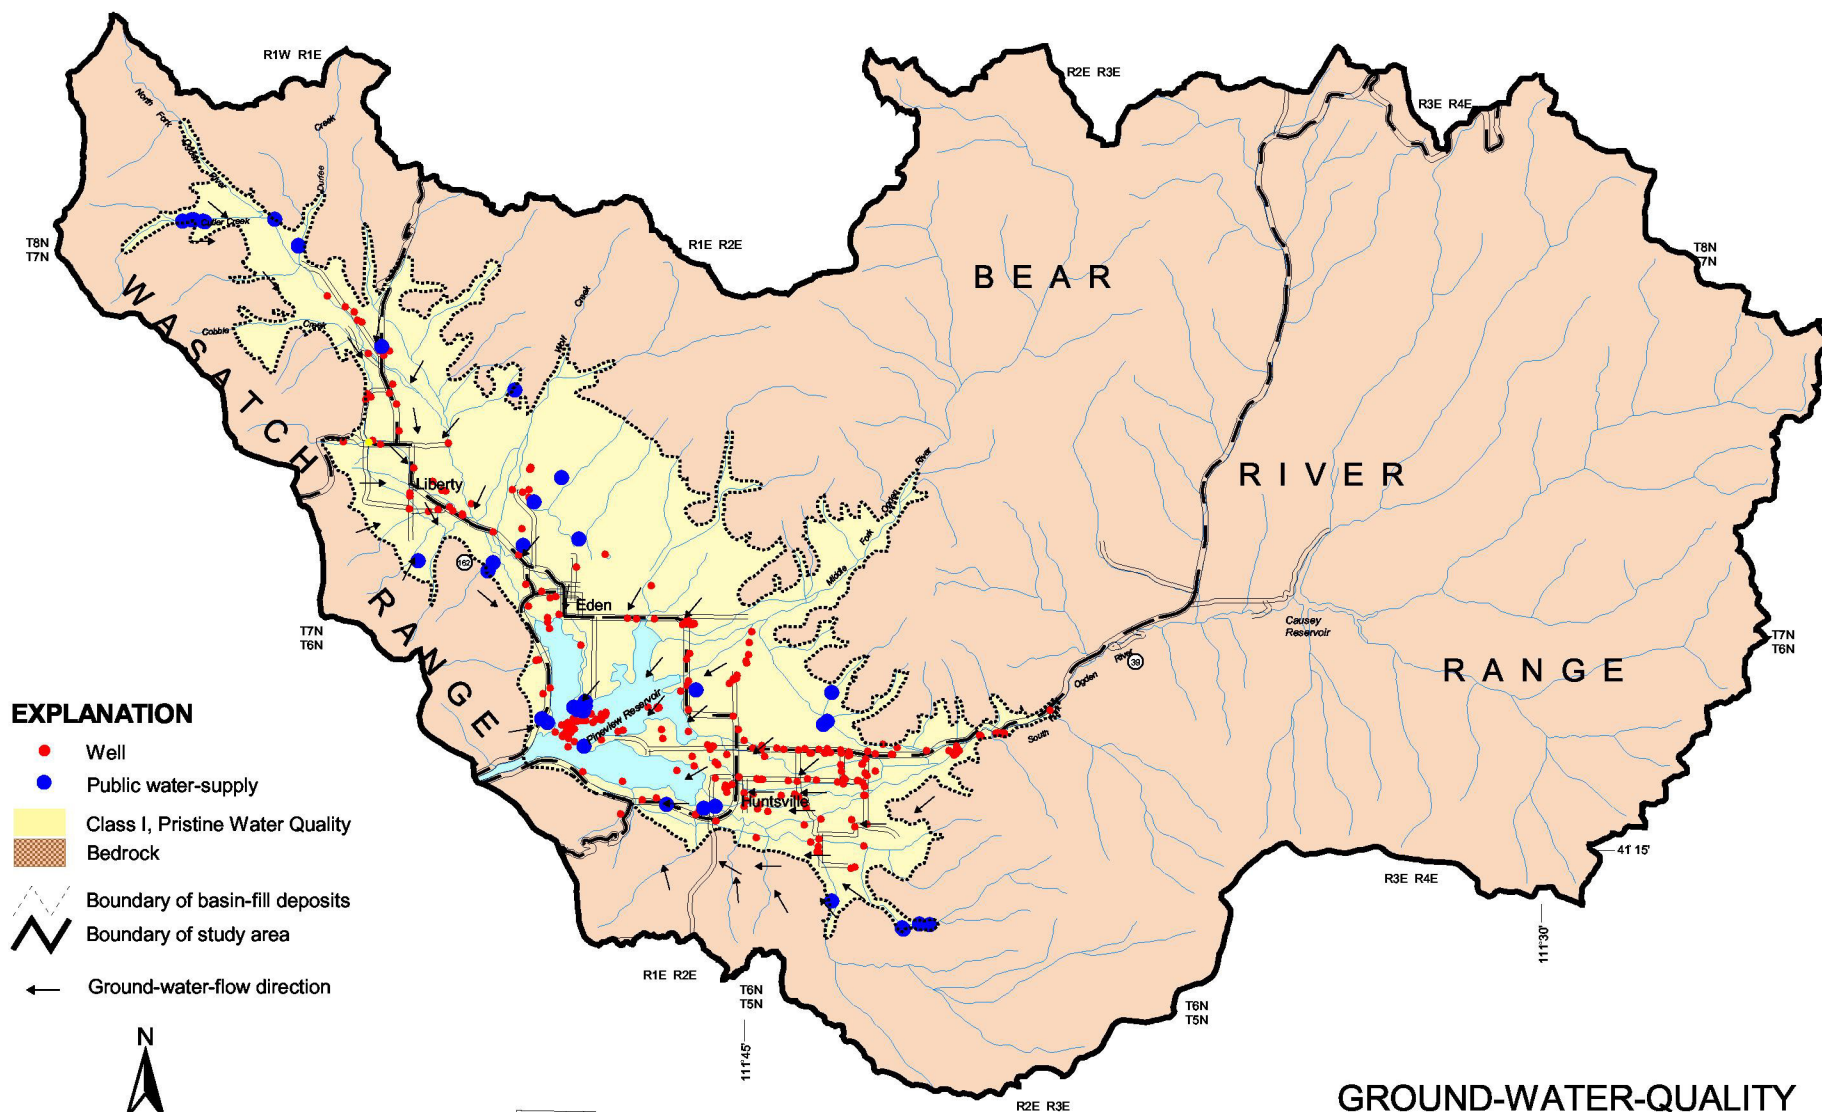 R1W R1E
R2E R3E
R3E R4E
North
Fork
Ogden
River
Creek
Durfee
Cutler Creek
T8N
T7N
R1E R2E
T8N
T7N
BEAR
WASATCH
RANGE
Cobble
Creek
Creek
Wolf
RIVER
River
Ogden
Fork
Middle
Liberty
162
Eden
Causey
Reservoir
T7N
T6N
T7N
T6N
River
39
Ogden
South
RANGE
Pineview Reservoir
Huntsville
EXPLANATION
Well
Public water-supply
Class I, Pristine Water Quality
Bedrock
Boundary of basin-fill deposits
Boundary of study area
Ground-water-flow direction
N
41° 15'
R3E R4E
111°30'
R1E R2E
T6N
T5N
111°45'
T6N
T5N
R2E R3E
GROUND-WATER-QUALITY